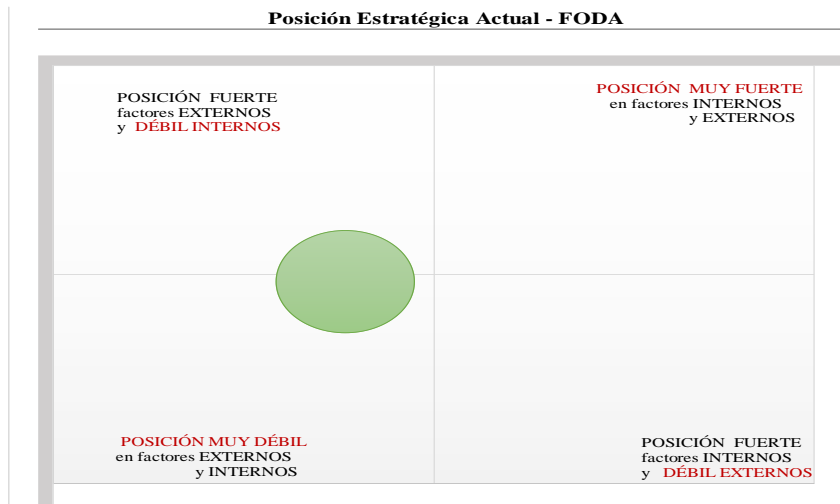 Posición Estratégica Actual - FODA
POSICIÓN FUERTE
factores EXTERNOS
y DÉBIL INTERNOS
POSICIÓN MUY FUERTE
en factores INTERNOS
y EXTERNOS
POSICIÓN MUY DÉBIL
en factores EXTERNOS
y INTERNOS
POSICIÓN FUERTE
factores INTERNOS
y DÉBIL EXTERNOS